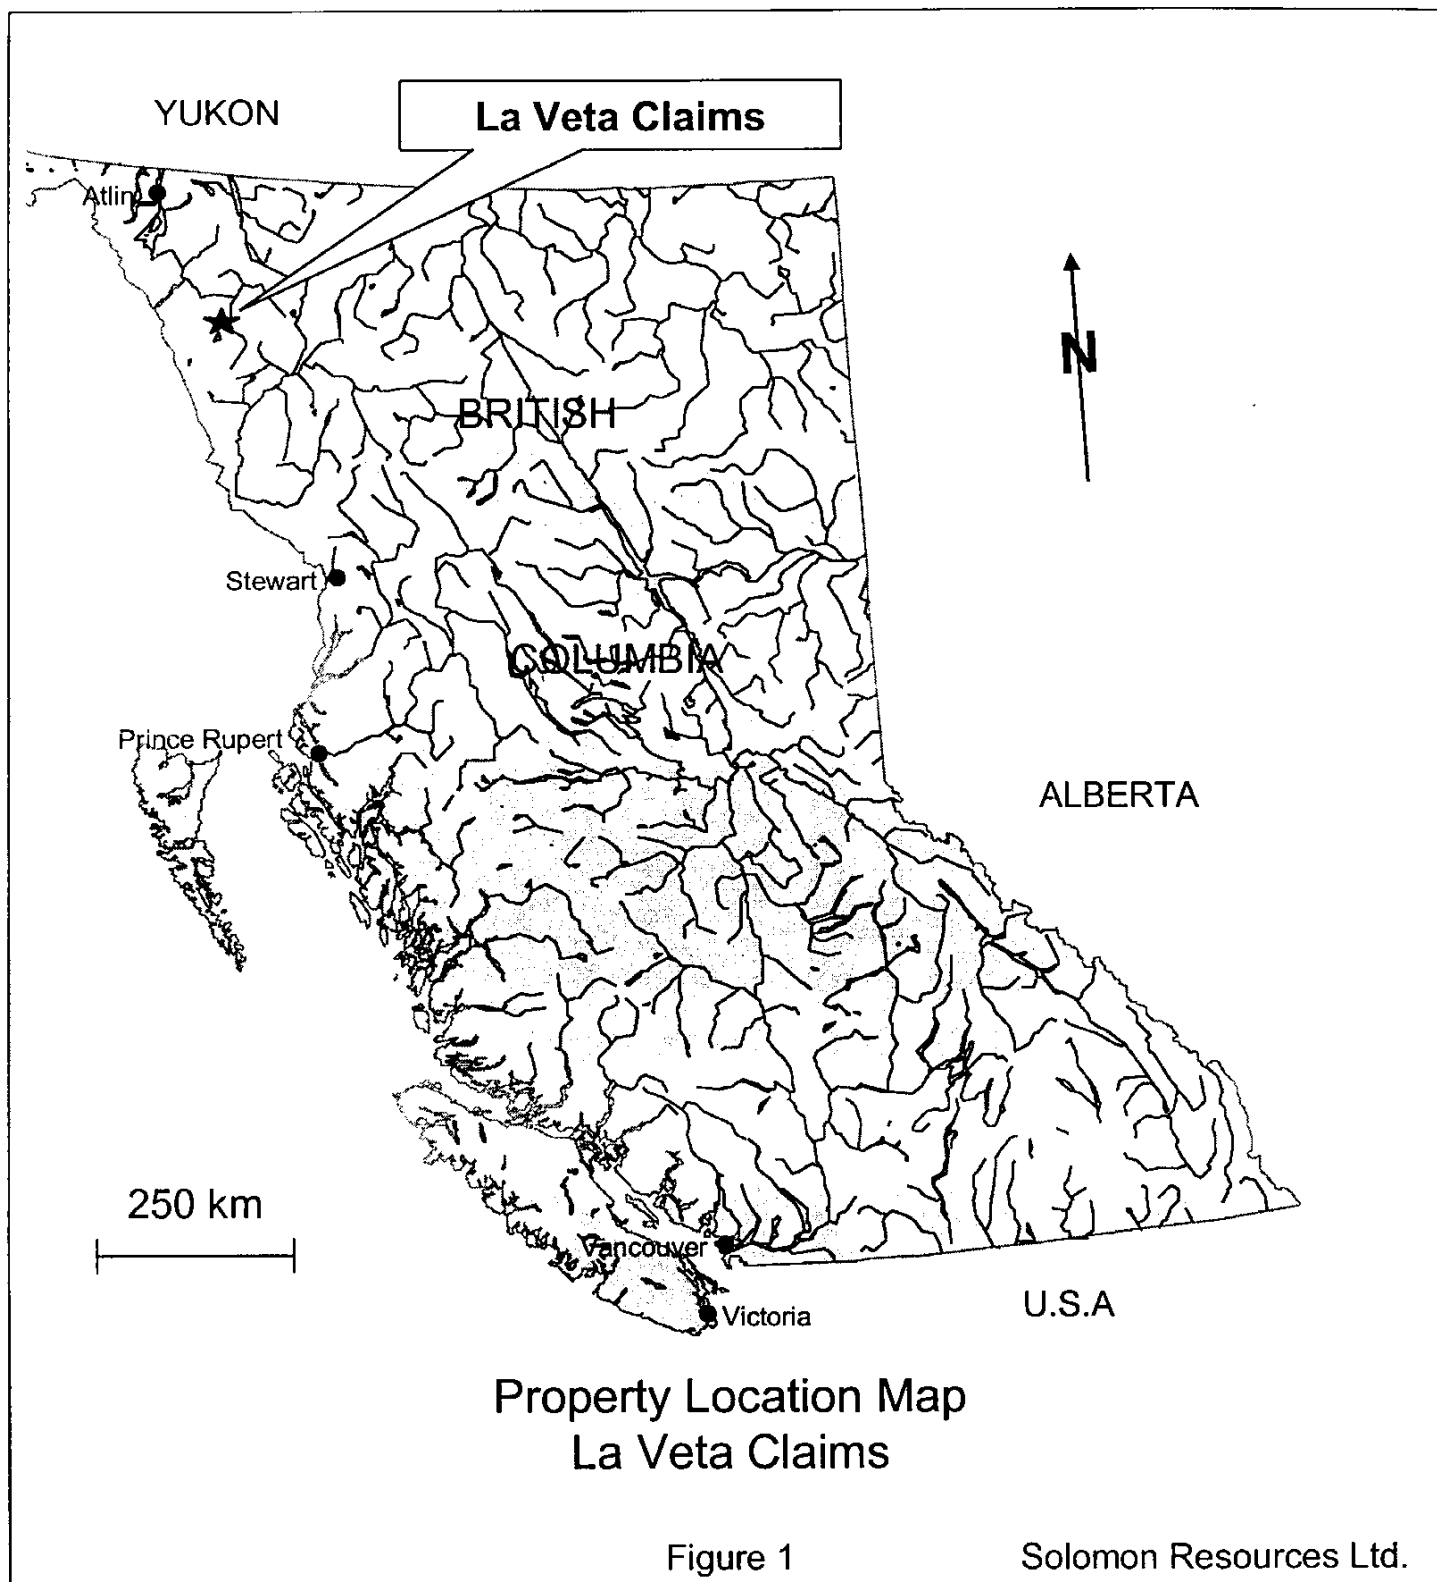 YUKON
La Veta Claims
Atlin
N
BRITISH
Stewart
COLUMBIA
Prince Rupert
ALBERTA
250 km
Vancouver
Victoria
U.S.A
Property Location Map
La Veta Claims
Figure 1
Solomon Resources Ltd.